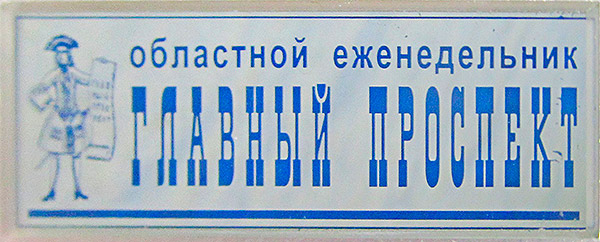 областной еженедельник
ГЛАВНЫЙ ПРОСПЕКТ